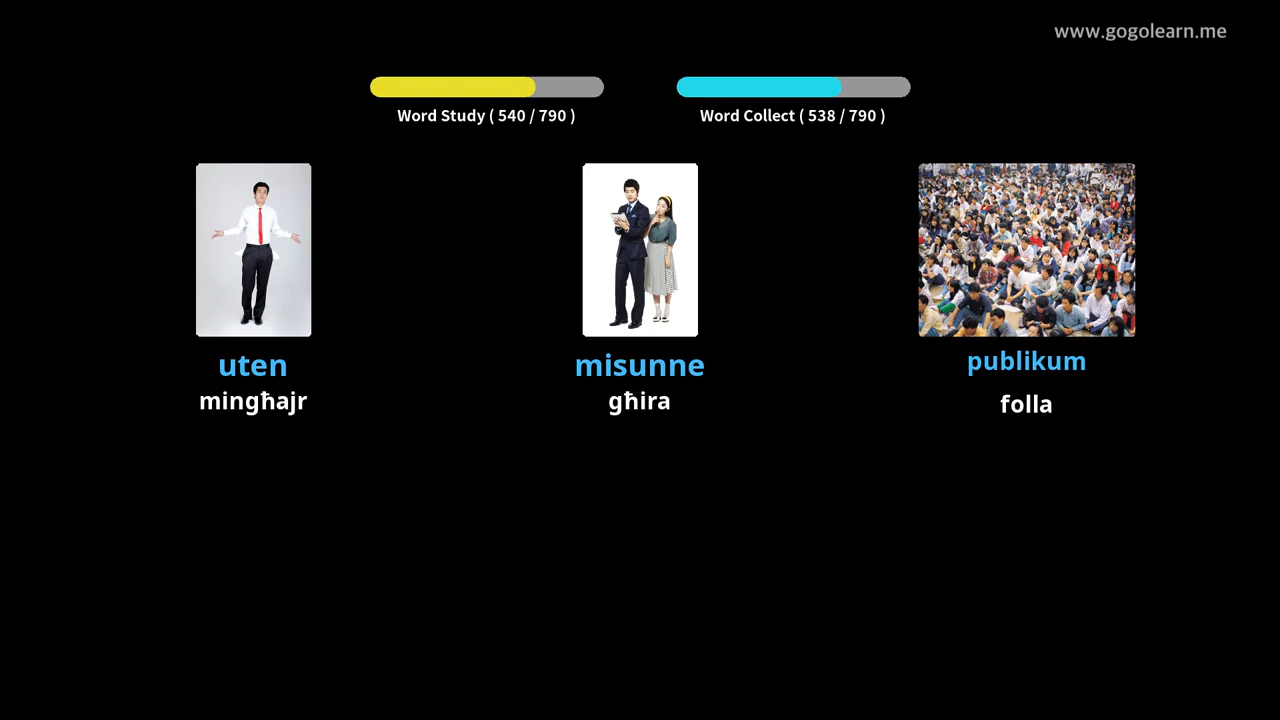 www.gogolearn.me
Word Study ( 540 / 790 )
Word Collect ( 538 / 790 )
uten
mingħajr
misunne
għira
publikum
folla